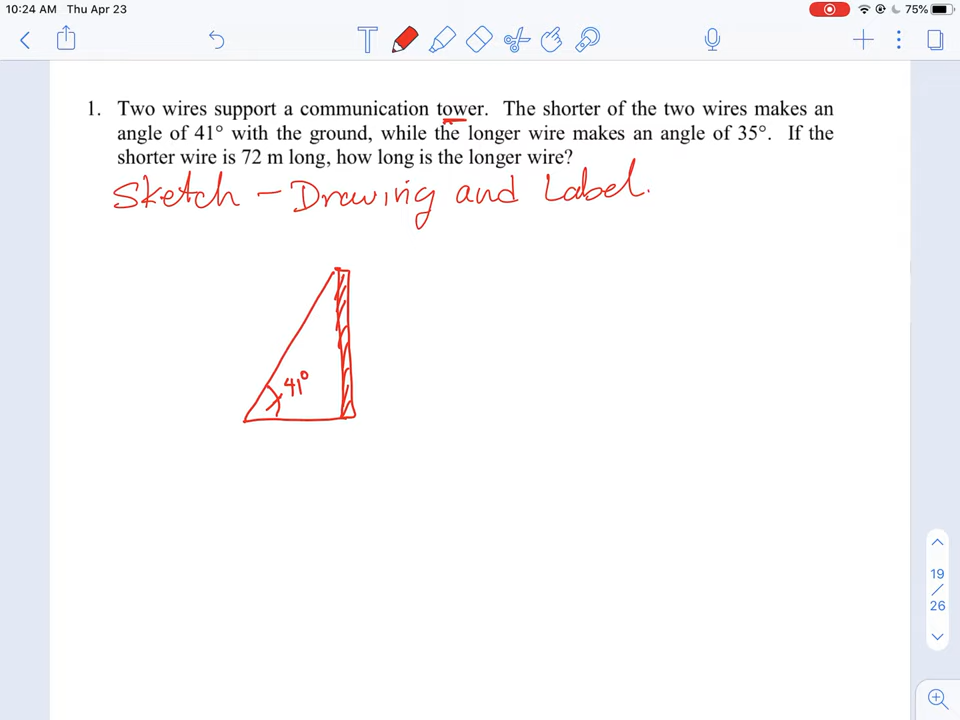 10:24 AM Thu Apr 23 75%
1. Two wires support a communication tower. The shorter of the two wires makes an
angle of 41° with the ground, while the longer wire makes an angle of 35°. If the
shorter wire is 72 m long, how long is the longer wire?
Sketch - Drawing and Label.
41°
19
/
26